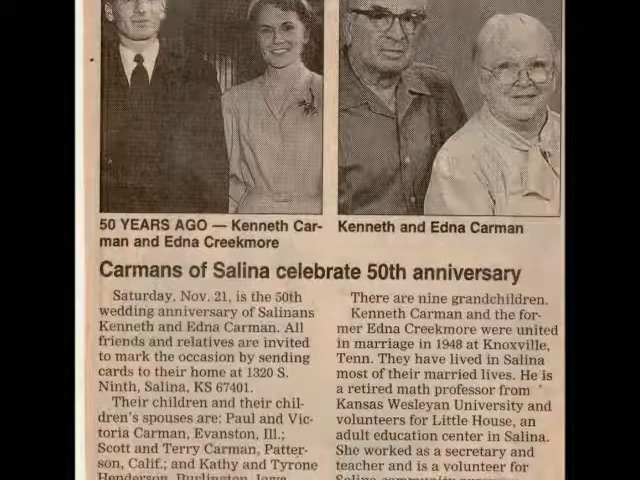 50 YEARS AGO — Kenneth Car-
man and Edna Creekmore
Kenneth and Edna Carman
Carmans of Salina celebrate 50th anniversary
Saturday, Nov. 21, is the 50th
wedding anniversary of Salinans
Kenneth and Edna Carman. All
friends and relatives are invited
to mark the occasion by sending
cards to their home at 1320 S.
Ninth, Salina, KS 67401.
Their children and their chil-
dren's spouses are: Paul and Vic-
toria Carman, Evanston, Ill.;
Scott and Terry Carman, Patter-
son, Calif.; and Kathy and Tyrone
Henderson, Burlington, Iowa.
There are nine grandchildren.
Kenneth Carman and the for-
mer Edna Creekmore were united
in marriage in 1948 at Knoxville,
Tenn. They have lived in Salina
most of their married lives. He is
a retired math professor from
Kansas Wesleyan University and
volunteers for Little House, an
adult education center in Salina.
She worked as a secretary and
teacher and is a volunteer for
Salina community